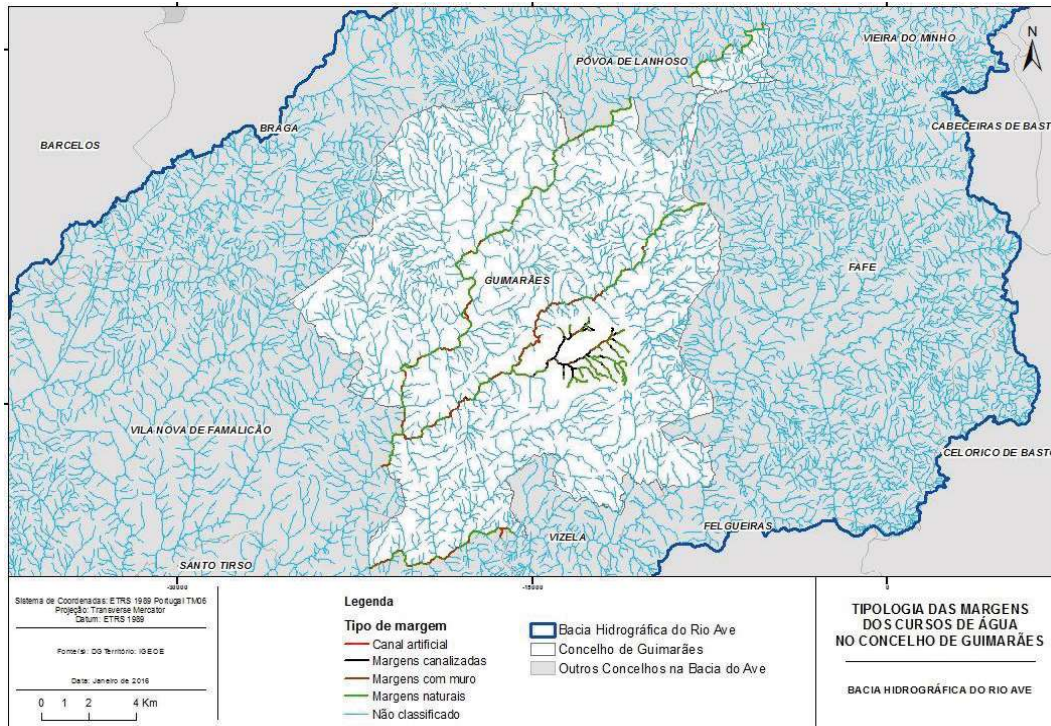 VIEIRA DO MINHO
N
PÓVOA DE LANHOSO
CABECEIRAS DE BAST
BRAGA
BARCELOS
FAFE
GUIMARÃES
VILA NOVA DE FAMALICÃO
CELORICO DE BASTO
FELGUEIRAS
VIZELA
SANTO TIRSO
-15000
0
Sistema de Coordenadas: ETRS 1989 Portugal TM06
Projeção: Transverse Mercator
Datum: ETRS 1989
Fonte(s): DG Território; IGEOE
Data: Janeiro de 2016
0 1 2 4 Km
Legenda
Tipo de margem
Canal artificial
Margens canalizadas
Margens com muro
Margens naturais
Não classificado
Bacia Hidrográfica do Rio Ave
Concelho de Guimarães
Outros Concelhos na Bacia do Ave
TIPOLOGIA DAS MARGENS
DOS CURSOS DE ÁGUA
NO CONCELHO DE GUIMARÃES
BACIA HIDROGRÁFICA DO RIO AVE